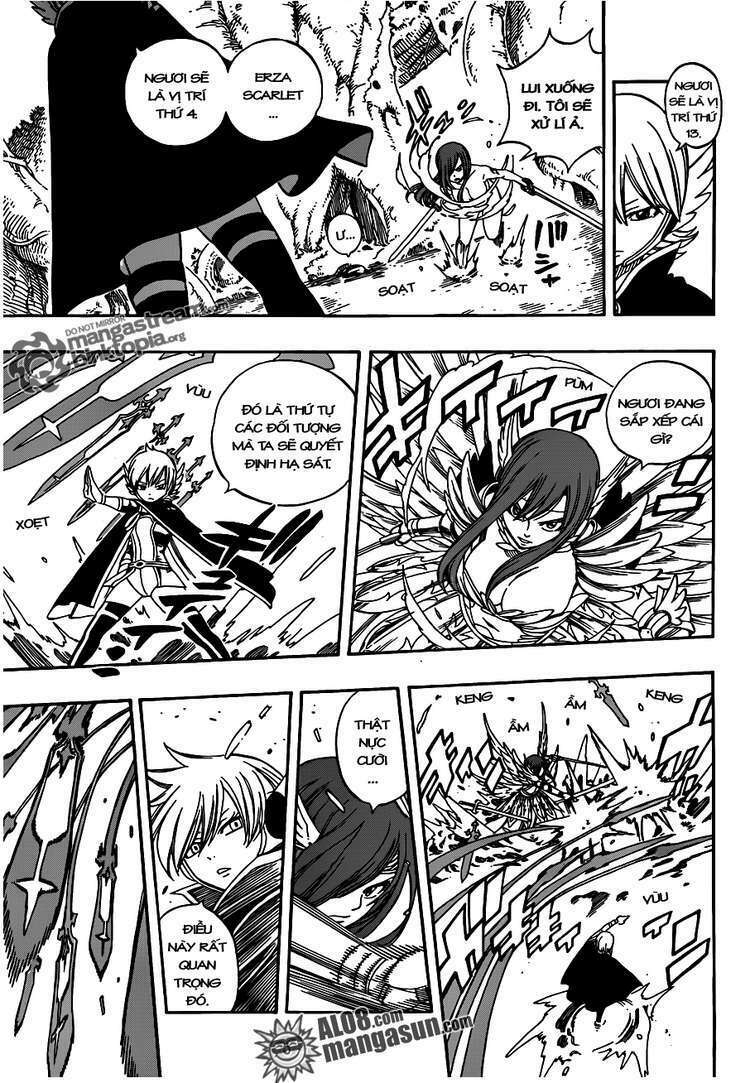 NGƯƠI
SẼ LÀ VỊ
TRÍ THỨ
13.
LUI XUỐNG
ĐI. TÔI SẼ
XỬ LÍ Ả.
ERZA
SCARLET
...
NGƯƠI SẼ
LÀ VỊ TRÍ
THỨ 4.
Ư...
SOẠT
SOẠT
DO NOT MIRROR
mangastream.com
binktopia.org
PÙM
NGƯƠI ĐANG
SẮP XẾP CÁI
GÌ?
VÙU
ĐÓ LÀ THỨ TỰ
CÁC ĐỐI TƯỢNG
MÀ TA SẼ QUYẾT
ĐỊNH HẠ SÁT.
XOẸT
KENG
ẦM
ẦM
KENG
VÙU
THẬT
NỰC
CƯỜI
...
ĐIỀU
NÀY RẤT
QUAN
TRỌNG
ĐÓ.
ALO8.com
mangasun.com